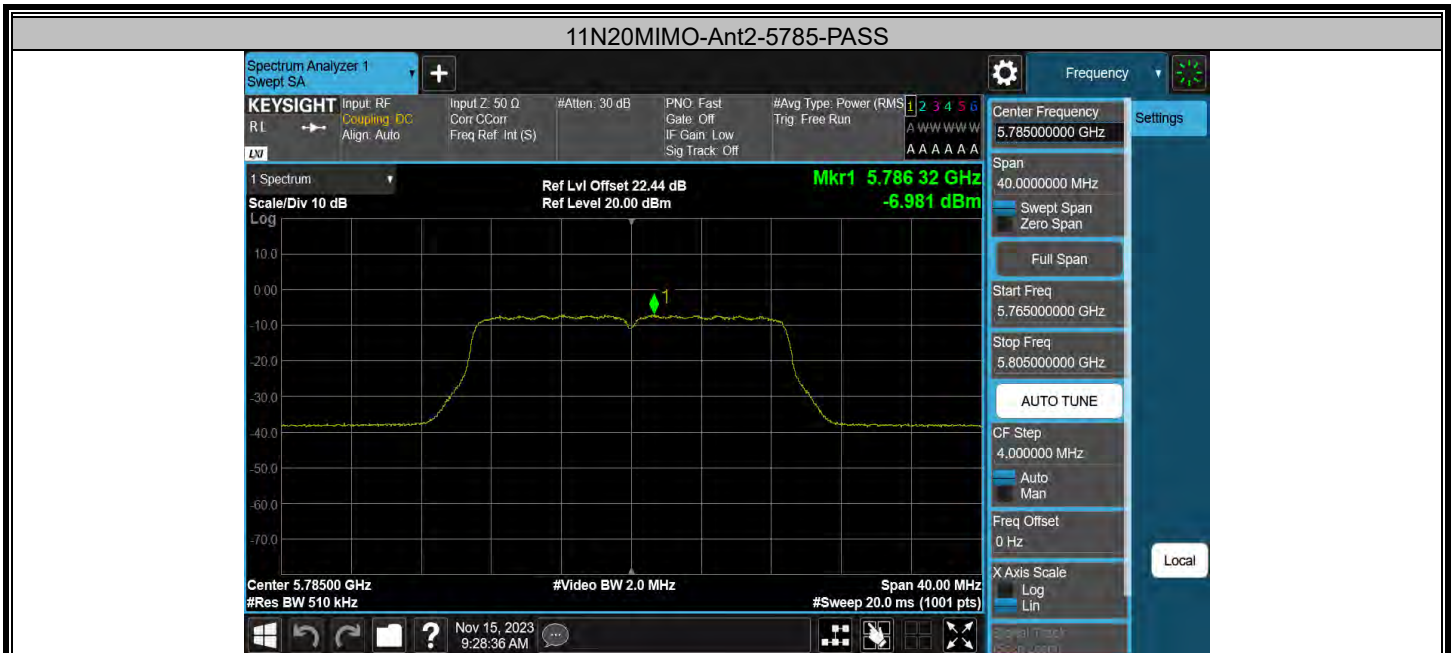 11N20MIMO-Ant2-5785-PASS
Spectrum Analyzer 1
Swept SA
+
Frequency
KEYSIGHT
RL
LXI
Input: RF
Coupling: DC
Align: Auto
Input Z: 50 Ω
Corr CCorr
Freq Ref: Int (S)
#Atten: 30 dB
PNO: Fast
Gate: Off
IF Gain: Low
Sig Track: Off
#Avg Type: Power (RMS
Trig: Free Run
1 2 3 4 5 6
A W W W W W
A A A A A A
1 Spectrum
Scale/Div 10 dB
Ref Lvl Offset 22.44 dB
Ref Level 20.00 dBm
Mkr1 5.786 32 GHz
-6.981 dBm
Log
10.0
0.00
-10.0
-20.0
-30.0
-40.0
-50.0
-60.0
-70.0
1
Center 5.78500 GHz
#Res BW 510 kHz
#Video BW 2.0 MHz
Span 40.00 MHz
#Sweep 20.0 ms (1001 pts)
Center Frequency
5.785000000 GHz
Settings
Span
40.0000000 MHz
Swept Span
Zero Span
Full Span
Start Freq
5.765000000 GHz
Stop Freq
5.805000000 GHz
AUTO TUNE
CF Step
4.000000 MHz
Auto
Man
Freq Offset
0 Hz
X Axis Scale
Log
Lin
Local
Signal Track
?
Nov 15, 2023
9:28:36 AM